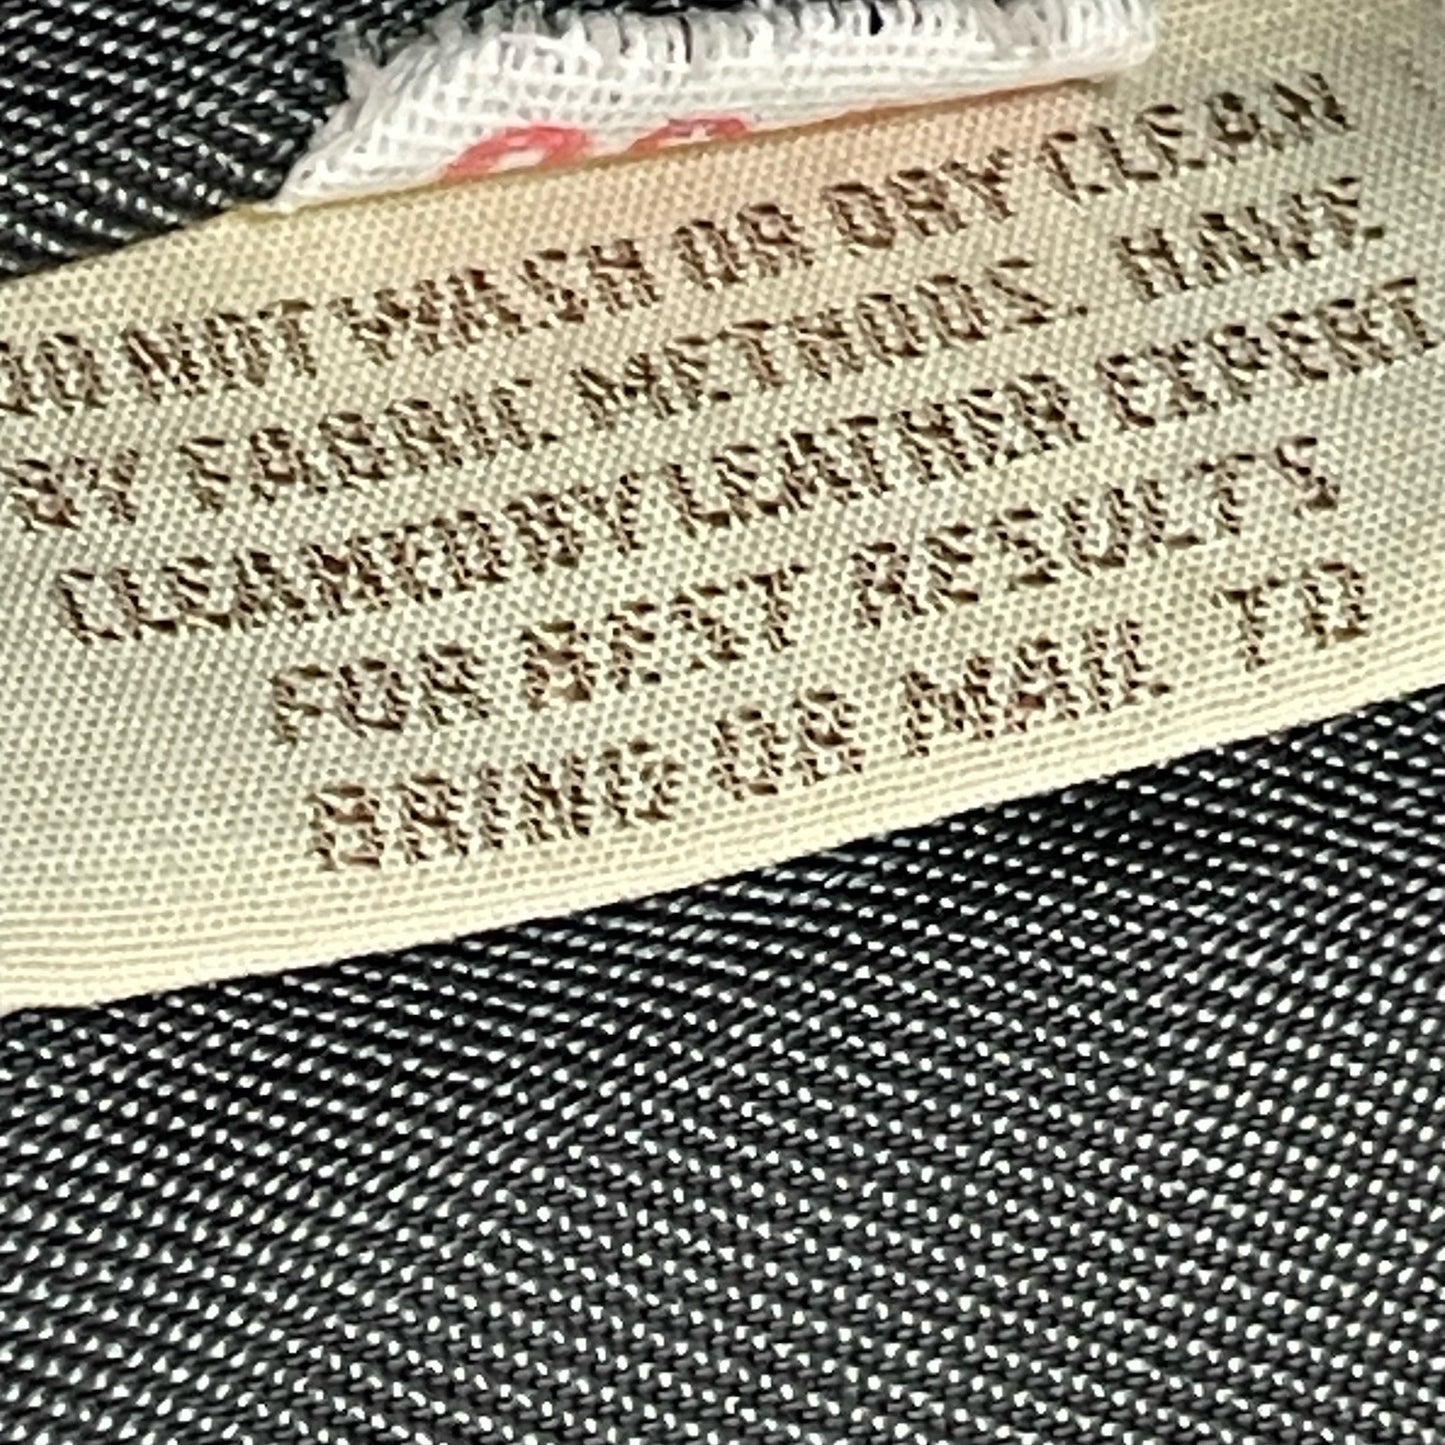 DO NOT WASH OR DRY CLEAN
BY FABRIC METHODS. HAVE
CLEANED BY LEATHER EXPERT
FOR BEST RESULTS
BRING OR MAIL TO